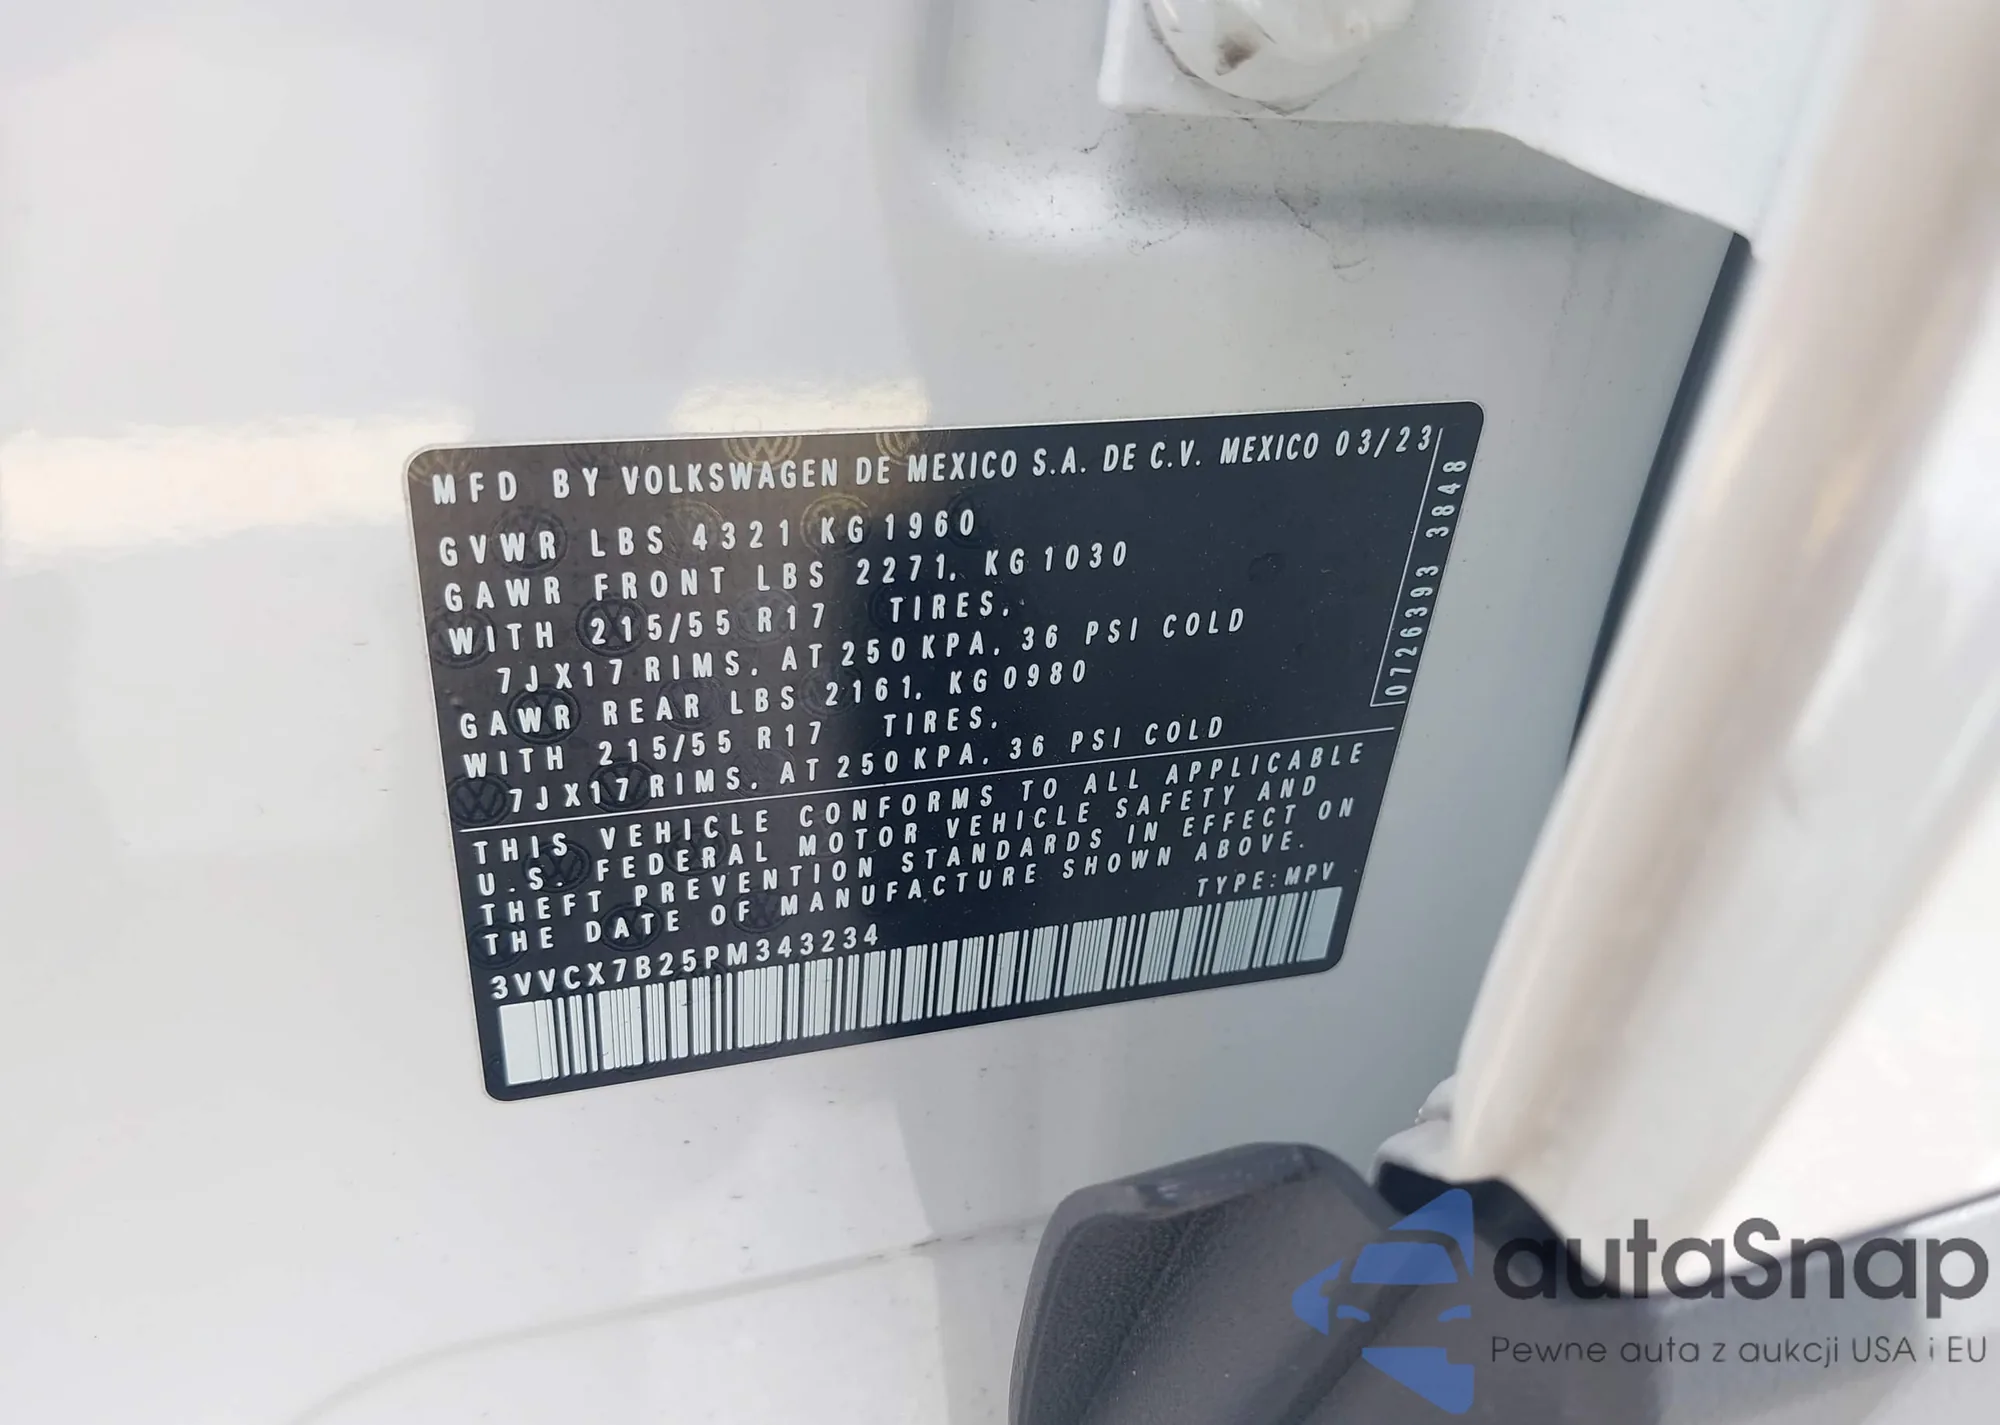 MFD BY VOLKSWAGEN DE MEXICO S.A. DE C.V. MEXICO 03/23
GVWR LBS 4321 KG 1960
GAWR FRONT LBS 2271, KG 1030
WITH 215/55 R17 TIRES,
7JX17 RIMS, AT 250 KPA, 36 PSI COLD
GAWR REAR LBS 2161, KG 0980
WITH 215/55 R17 TIRES,
7JX17 RIMS, AT 250 KPA, 36 PSI COLD
0726393 3848
THIS VEHICLE CONFORMS TO ALL APPLICABLE
U.S. FEDERAL MOTOR VEHICLE SAFETY AND
THEFT PREVENTION STANDARDS IN EFFECT ON
THE DATE OF MANUFACTURE SHOWN ABOVE.
TYPE: MPV
3VVCX7B25PM343234
autaSnap
Pewne auta z aukcji USA i EU